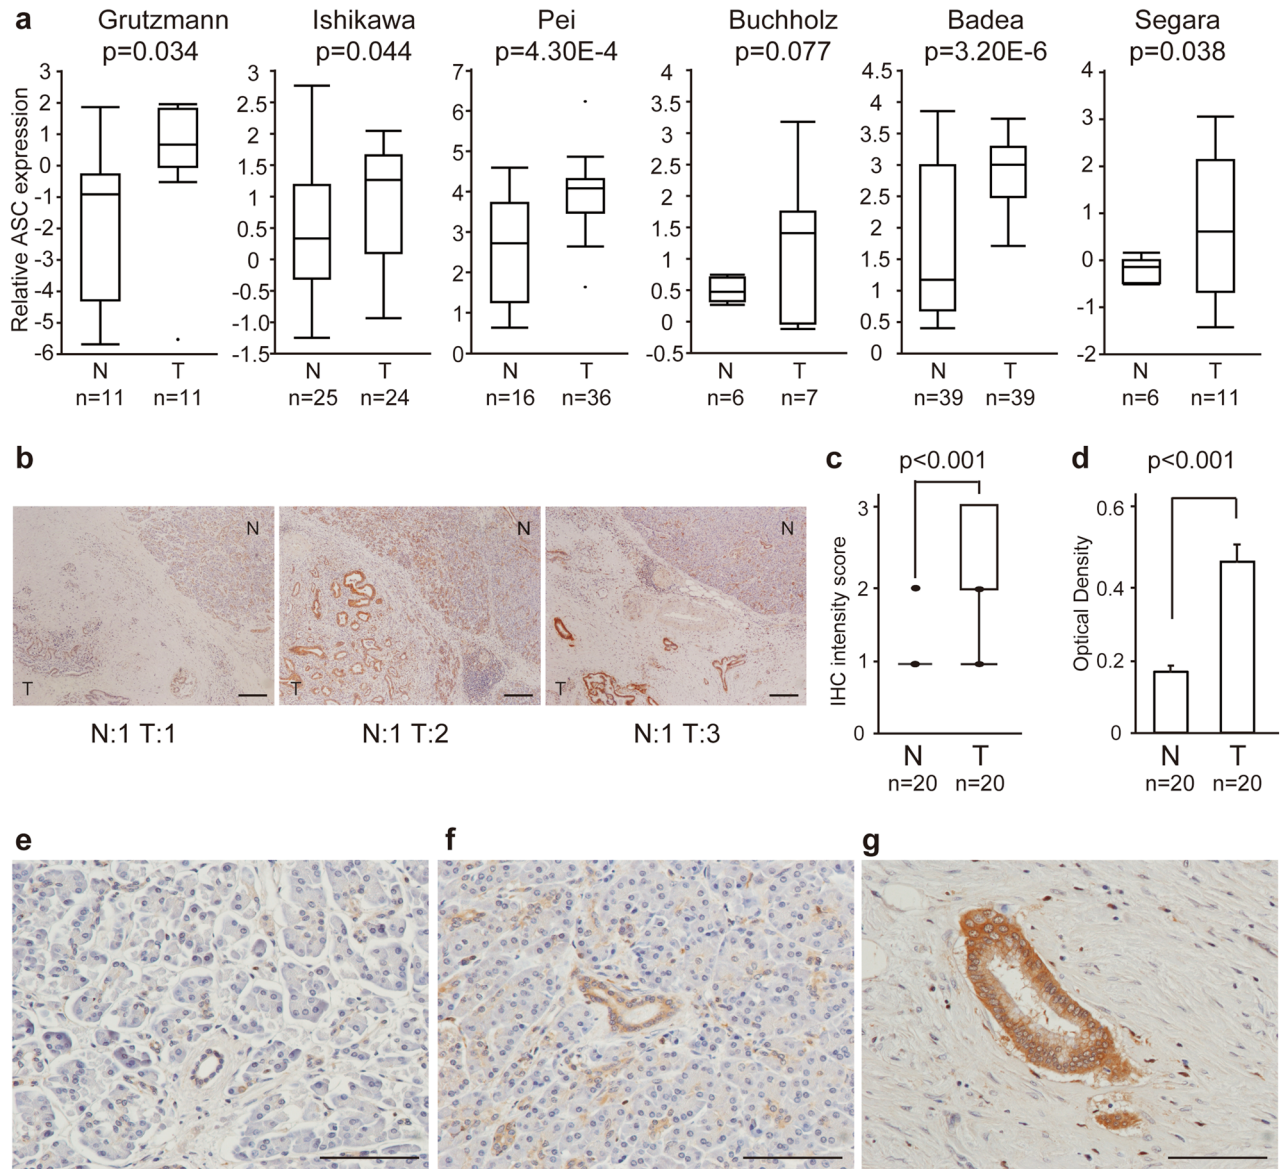 a
Grutzmann Ishikawa Pei Buchholz Badea Segara
p=0.034 p=0.044 p=4.30E-4 p=0.077 p=3.20E-6 p=0.038
Relative ASC expression
3
2
1
0
-1
-2
-3
-4
-5
-6
N T
n=11 n=11
3
2.5
2
1.5
1
0.5
0
-0.5
-1.0
-1.5
N T
n=25 n=24
7
6
5
4
3
2
1
0
N T
n=16 n=36
4
3.5
3
2.5
2
1.5
1
0.5
0
-0.5
N T
n=6 n=7
4.5
4
3.5
3
2.5
2
1.5
1
0.5
0
N T
n=39 n=39
4
3
2
1
0
-1
-2
N T
n=6 n=11
b
N
T
N
T
N
T
N:1 T:1 N:1 T:2 N:1 T:3
c
p<0.001
IHC intensity score
3
2
1
0
N T
n=20 n=20
d
p<0.001
Optical Density
0.6
0.4
0.2
0
N T
n=20 n=20
e f g